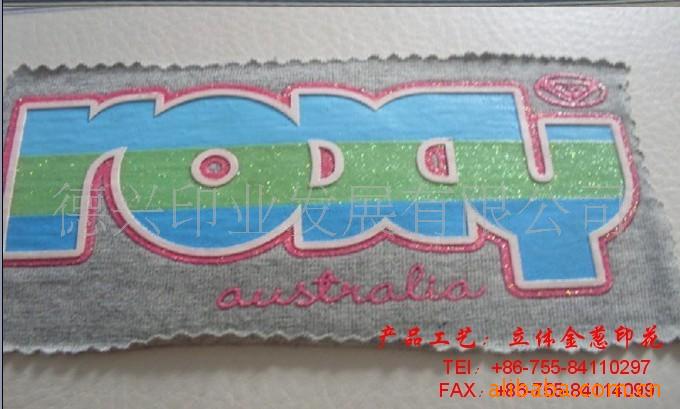 roxy
德兴印业发展有限公司
australia
产品工艺：立体金葱印花
TEl: +86-755-84110297
FAX: +86-755-84014099